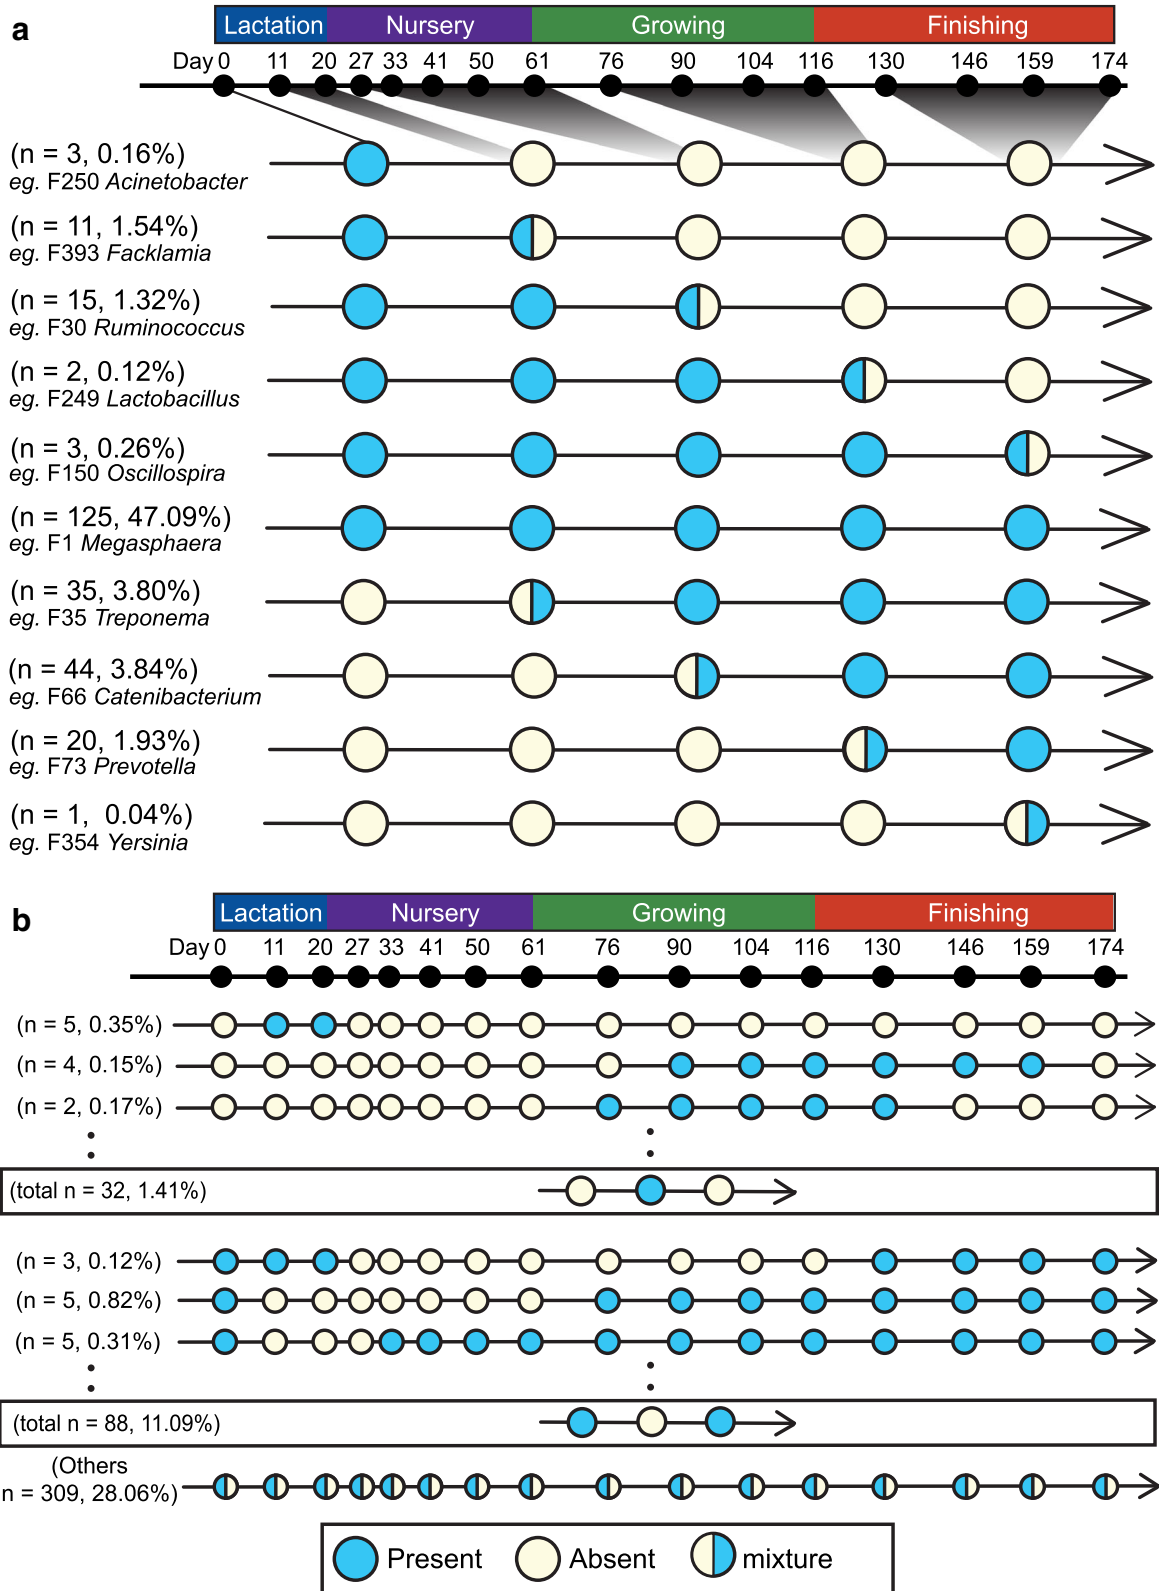 a
Lactation Nursery Growing Finishing
Day 0 11 20 27 33 41 50 61 76 90 104 116 130 146 159 174
(n = 3, 0.16%)
eg. F250 Acinetobacter
(n = 11, 1.54%)
eg. F393 Facklamia
(n = 15, 1.32%)
eg. F30 Ruminococcus
(n = 2, 0.12%)
eg. F249 Lactobacillus
(n = 3, 0.26%)
eg. F150 Oscillospira
(n = 125, 47.09%)
eg. F1 Megasphaera
(n = 35, 3.80%)
eg. F35 Treponema
(n = 44, 3.84%)
eg. F66 Catenibacterium
(n = 20, 1.93%)
eg. F73 Prevotella
(n = 1, 0.04%)
eg. F354 Yersinia
b
Lactation Nursery Growing Finishing
Day 0 11 20 27 33 41 50 61 76 90 104 116 130 146 159 174
(n = 5, 0.35%)
(n = 4, 0.15%)
(n = 2, 0.17%)
(total n = 32, 1.41%)
(n = 3, 0.12%)
(n = 5, 0.82%)
(n = 5, 0.31%)
(total n = 88, 11.09%)
(Others
n = 309, 28.06%)
Present Absent mixture